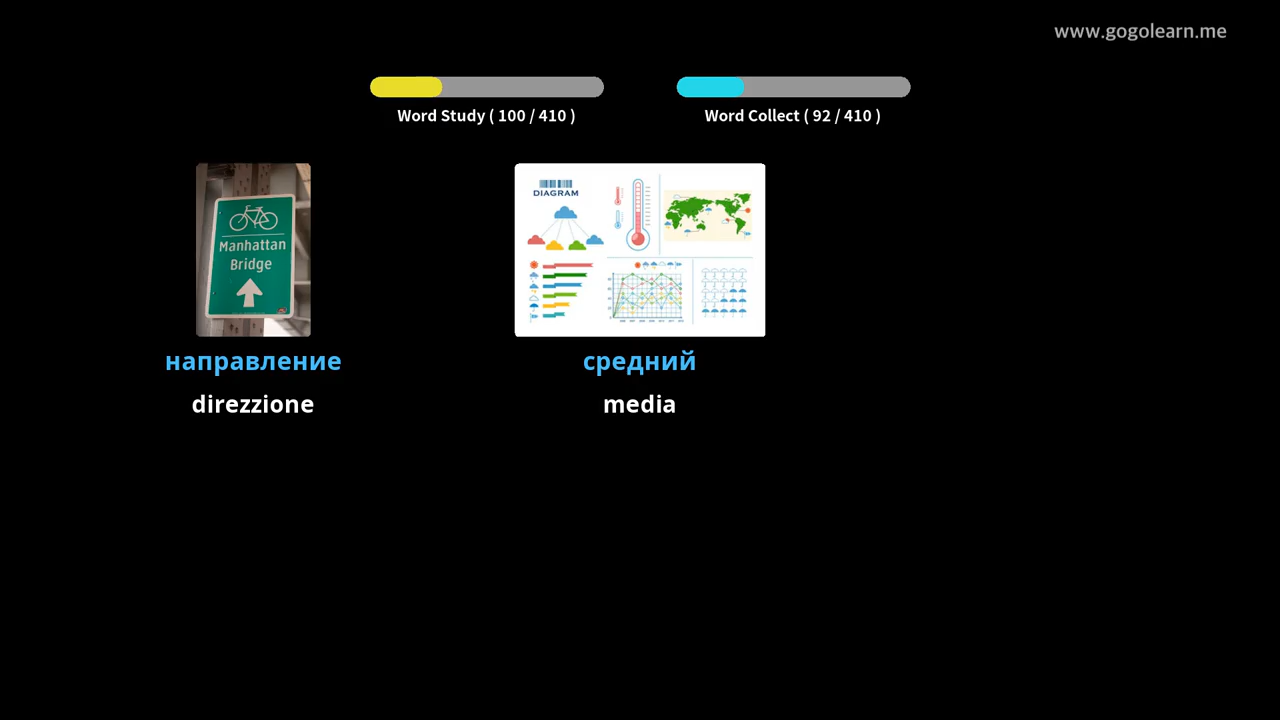 www.gogolearn.me
Word Study ( 100 / 410 )
Word Collect ( 92 / 410 )
Manhattan
Bridge
DIAGRAM
направление
direzzione
средний
media